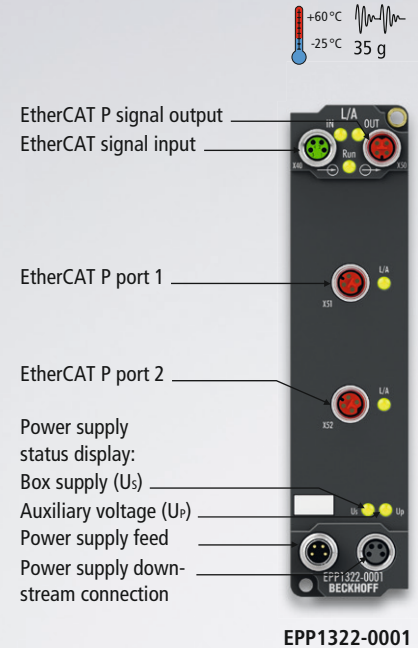 +60 °C
-25 °C
35 g
EtherCAT P signal output
EtherCAT signal input
L/A
IN
OUT
Run
X40
X50
EtherCAT P port 1
L/A
X51
EtherCAT P port 2
L/A
X52
Power supply
status display:
Box supply (US)
Auxiliary voltage (UP)
Us
Up
Power supply feed
Power supply down-
stream connection
EPP1322-0001
BECKHOFF
EPP1322-0001